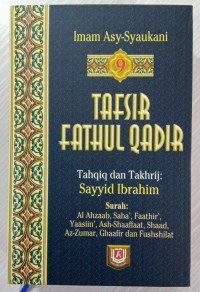 Imam Asy-Syaukani
9
TAFSIR
FATHUL QADIR
Tahqiq dan Takhrij:
Sayyid Ibrahim
Surah:
Al Ahzaab, Saba', Faathir',
Yaasiin', Ash-Shaaffaat, Shaad,
Az-Zumar, Ghaafir dan Fushshilat